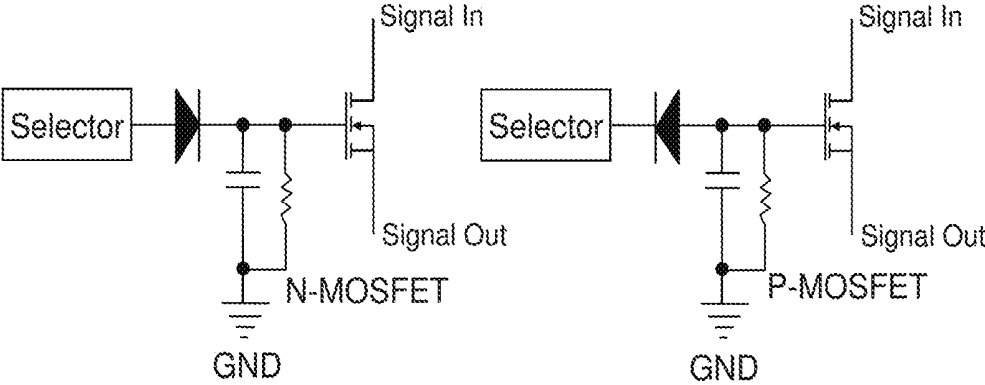 Signal In
Signal In
Selector
Selector
Signal Out
Signal Out
N-MOSFET
P-MOSFET
GND
GND